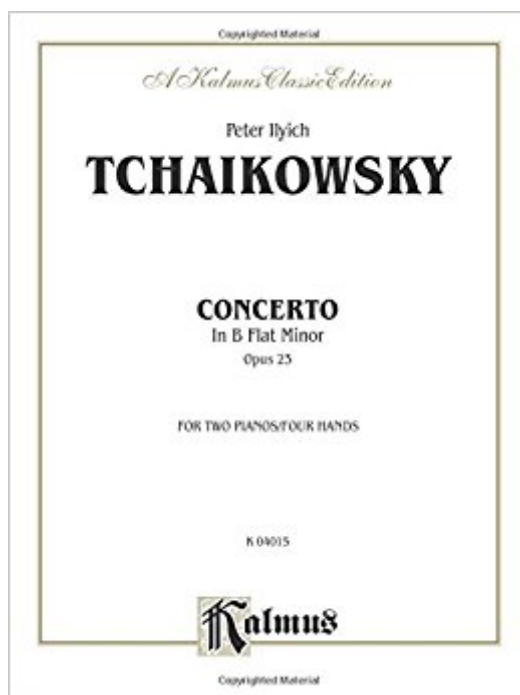 Copyrighted Material
A Kalmus Classic Edition
Peter Ilyich
TCHAIKOWSKY
CONCERTO
In B Flat Minor
Opus 23
FOR TWO PIANOS/FOUR HANDS
K 04015
Kalmus
Copyrighted Material